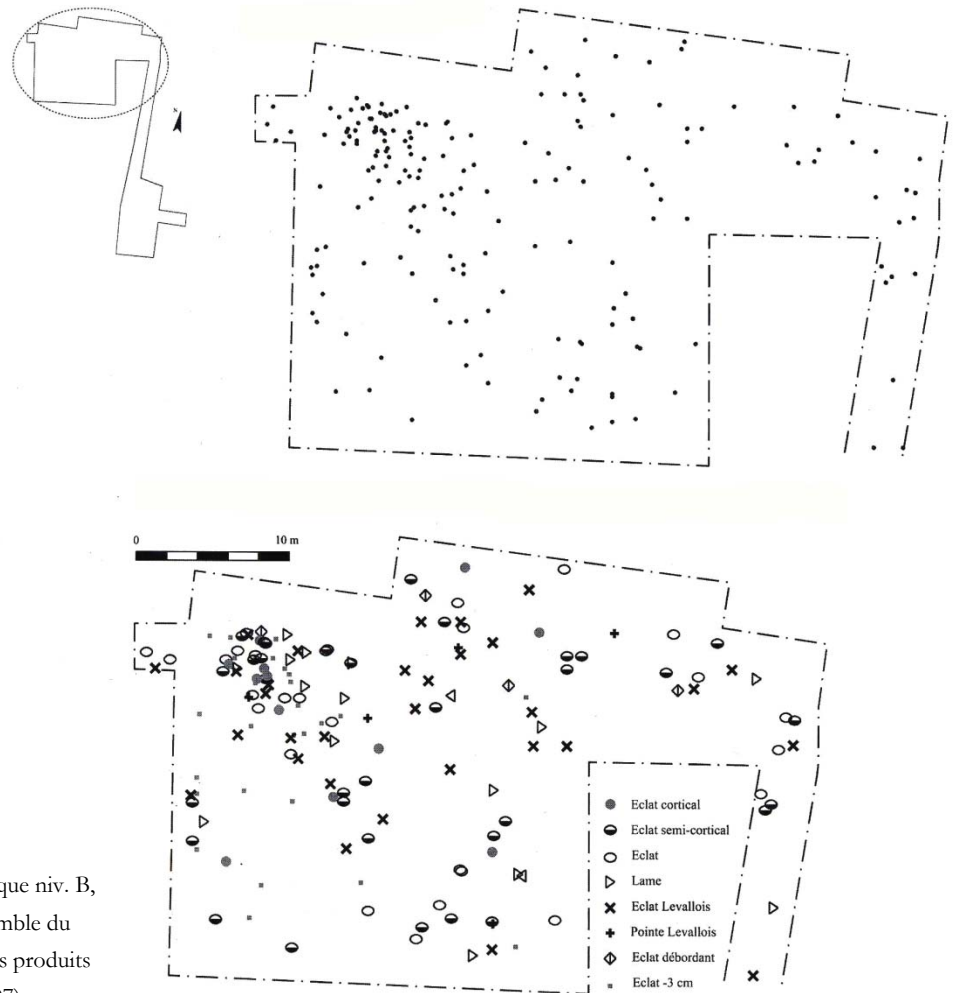 N
0 10 m
Eclat cortical
Eclat semi-cortical
Eclat
Lame
Eclat Levallois
Pointe Levallois
Eclat débordant
Eclat -3 cm
que niv. B,
mble du
s produits